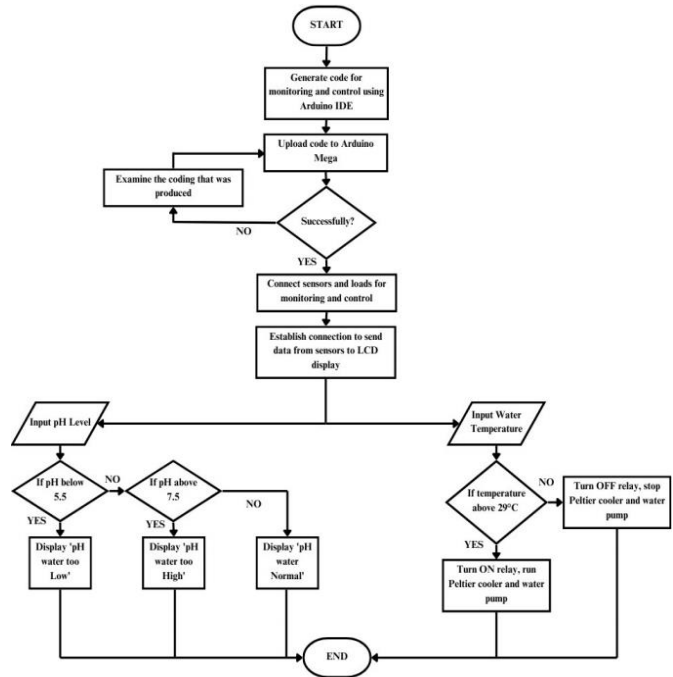 START
Generate code for
monitoring and control using
Arduino IDE
Upload code to Arduino
Mega
Examine the coding that was
produced
Successfully?
NO
YES
Connect sensors and loads for
monitoring and control
Establish connection to send
data from sensors to LCD
display
Input pH Level
Input Water
Temperature
If pH below
5.5
NO
YES
If pH above
7.5
NO
YES
If temperature
above 29°C
NO
YES
Turn OFF relay, stop
Peltier cooler and water
pump
Display 'pH
water too
Low'
Display 'pH
water too
High'
Display 'pH
water
Normal'
Turn ON relay, run
Peltier cooler and water
pump
END